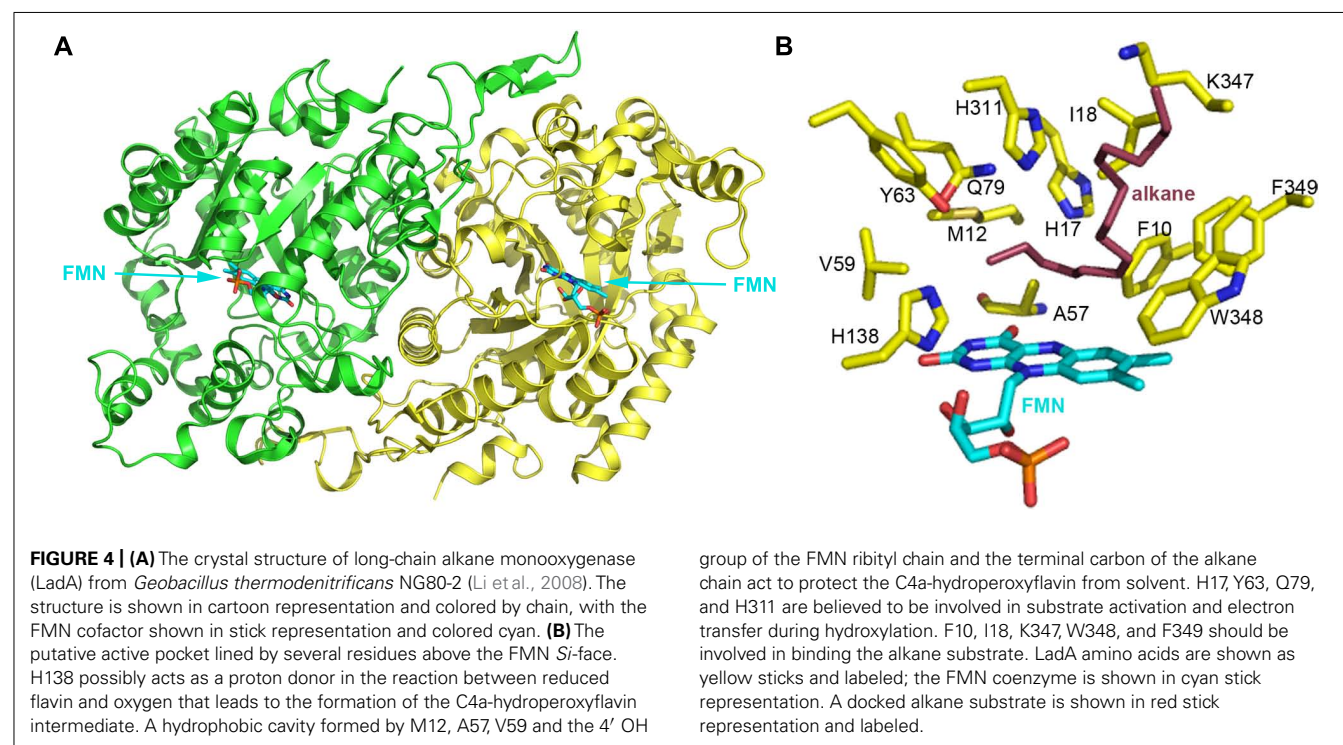 A
B
FMN
FMN
K347
H311
I18
Q79
Y63
alkane
F349
M12
H17
F10
V59
A57
W348
H138
FMN
FIGURE 4 | (A) The crystal structure of long-chain alkane monooxygenase
(LadA) from Geobacillus thermodenitrificans NG80-2 (Li et al., 2008). The
structure is shown in cartoon representation and colored by chain, with the
FMN cofactor shown in stick representation and colored cyan. (B) The
putative active pocket lined by several residues above the FMN Si-face.
H138 possibly acts as a proton donor in the reaction between reduced
flavin and oxygen that leads to the formation of the C4a-hydroperoxyflavin
intermediate. A hydrophobic cavity formed by M12, A57, V59 and the 4′ OH
group of the FMN ribityl chain and the terminal carbon of the alkane
chain act to protect the C4a-hydroperoxyflavin from solvent. H17, Y63, Q79,
and H311 are believed to be involved in substrate activation and electron
transfer during hydroxylation. F10, I18, K347, W348, and F349 should be
involved in binding the alkane substrate. LadA amino acids are shown as
yellow sticks and labeled; the FMN coenzyme is shown in cyan stick
representation. A docked alkane substrate is shown in red stick
representation and labeled.